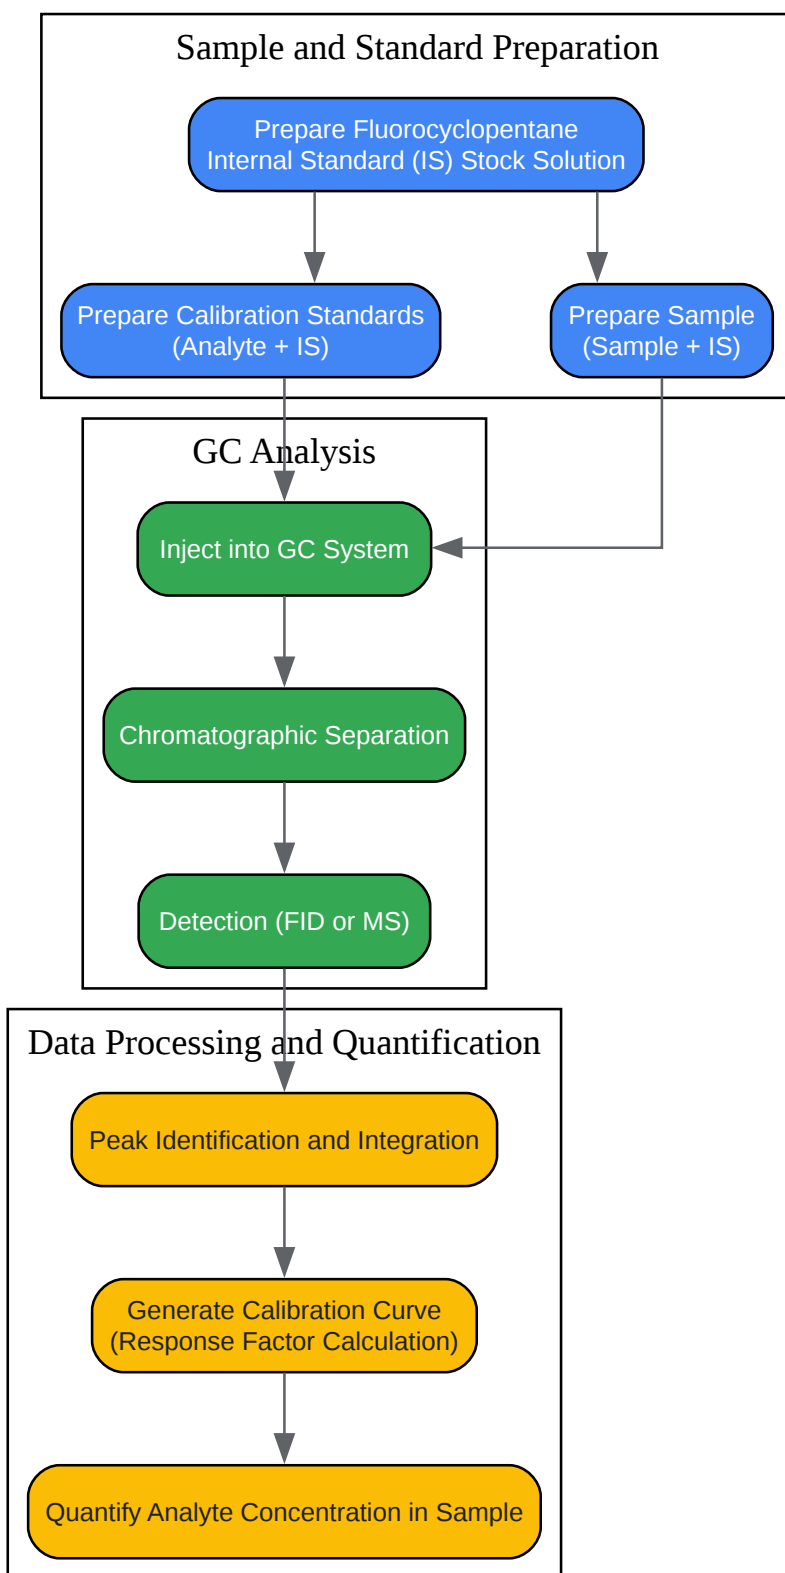 Sample and Standard Preparation
Prepare Fluorocyclopentane
Internal Standard (IS) Stock Solution
Prepare Calibration Standards
(Analyte + IS)
Prepare Sample
(Sample + IS)
GC Analysis
Inject into GC System
Chromatographic Separation
Detection (FID or MS)
Data Processing and Quantification
Peak Identification and Integration
Generate Calibration Curve
(Response Factor Calculation)
Quantify Analyte Concentration in Sample